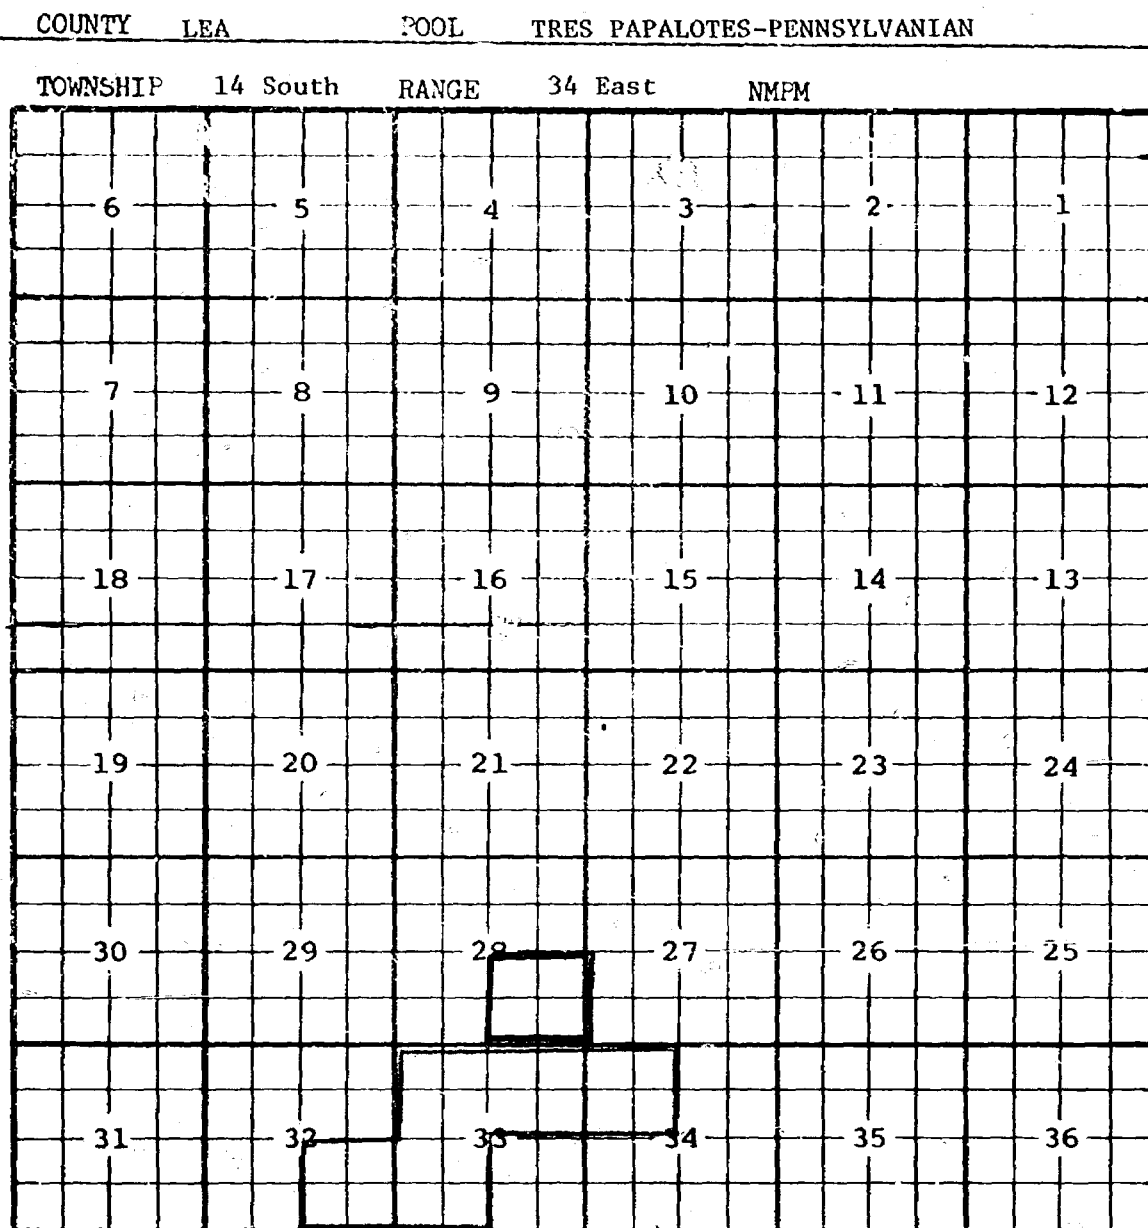 COUNTY LEA POOL TRES PAPALOTES-PENNSYLVANIAN
TOWNSHIP 14 South RANGE 34 East NMPM
6 5 4 3 2 1
7 8 9 10 11 12
18 17 16 15 14 13
19 20 21 22 23 24
30 29 28 27 26 25
31 32 33 34 35 36